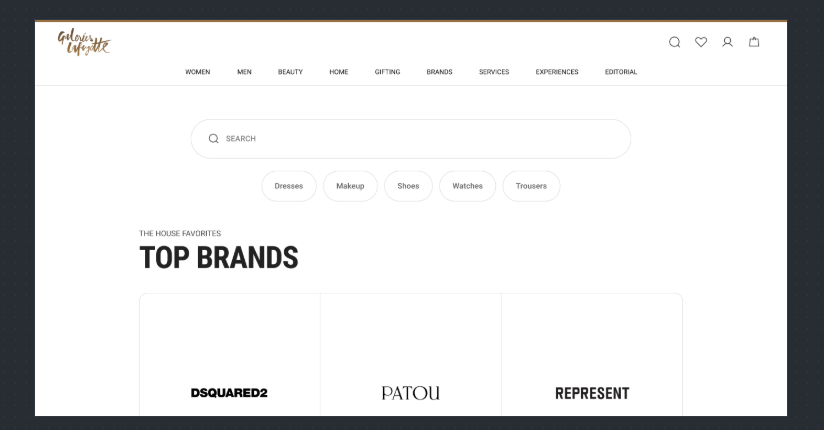 Galeries
Lafayette
WOMEN MEN BEAUTY HOME GIFTING BRANDS SERVICES EXPERIENCES EDITORIAL
SEARCH
Dresses Makeup Shoes Watches Trousers
THE HOUSE FAVORITES
TOP BRANDS
DSQUARED2 PATOU REPRESENT